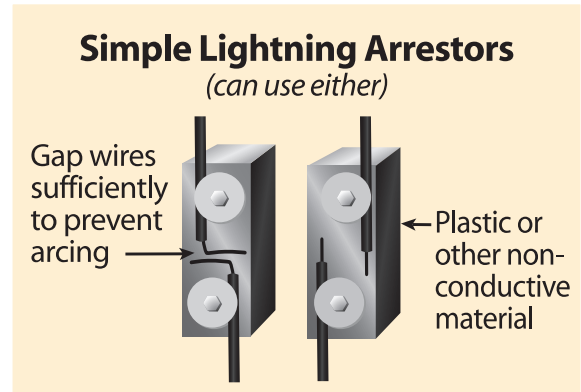 Simple Lightning Arrestors
(can use either)
Gap wires
sufficiently
to prevent
arcing
Plastic or
other non-
conductive
material